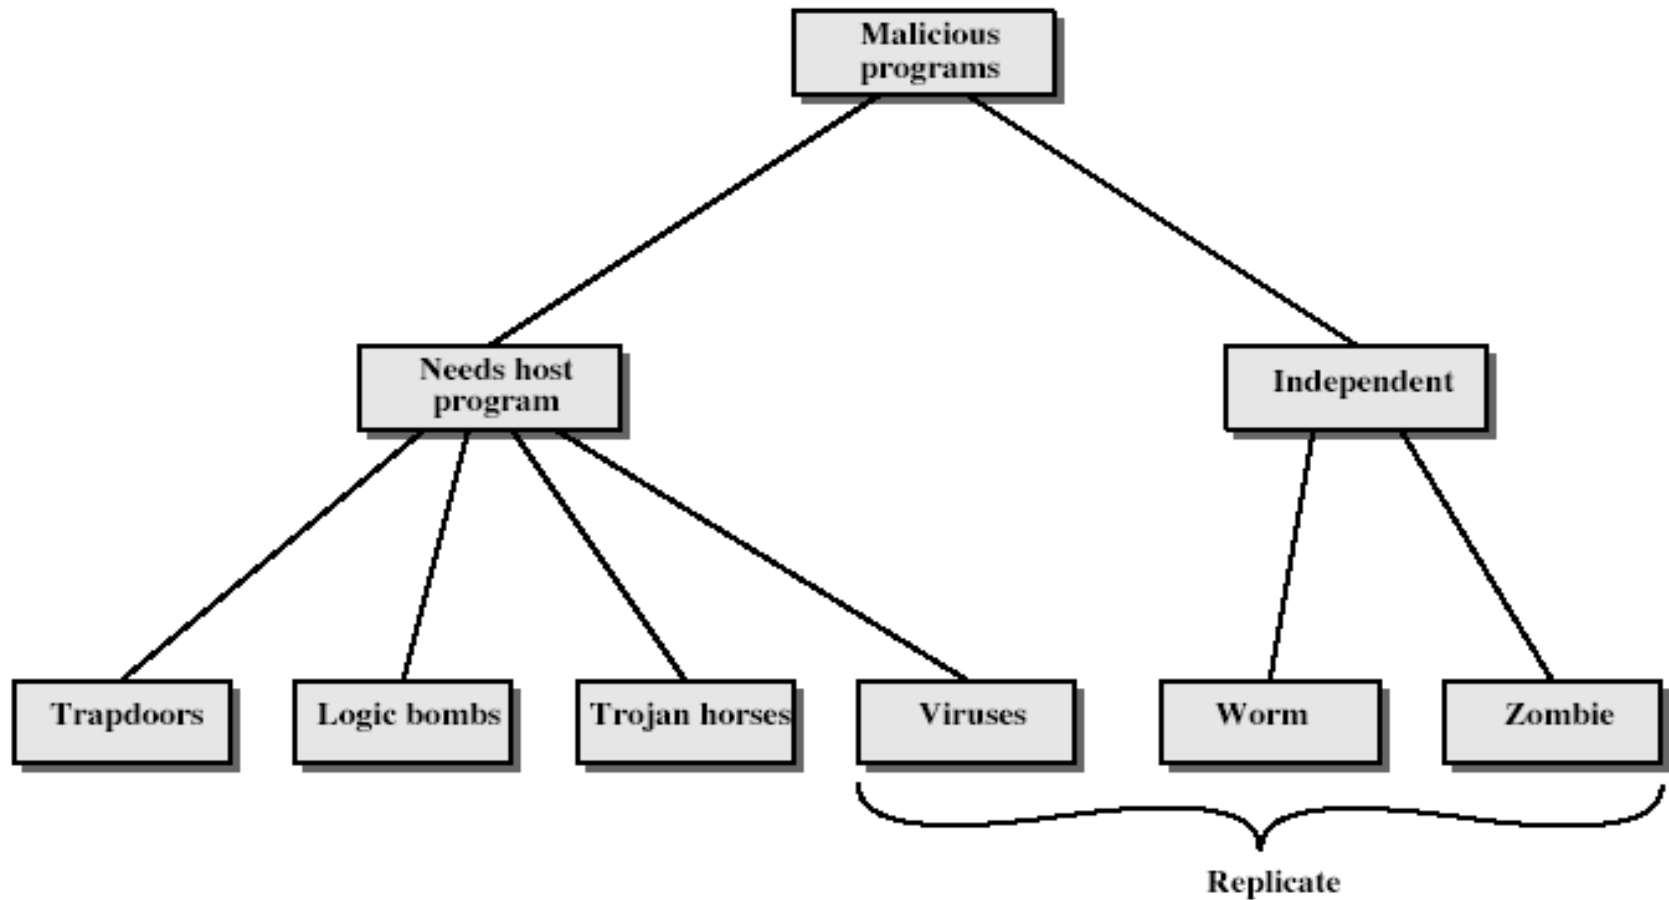 Malicious
programs
Needs host
program
Independent
Trapdoors
Logic bombs
Trojan horses
Viruses
Worm
Zombie
Replicate